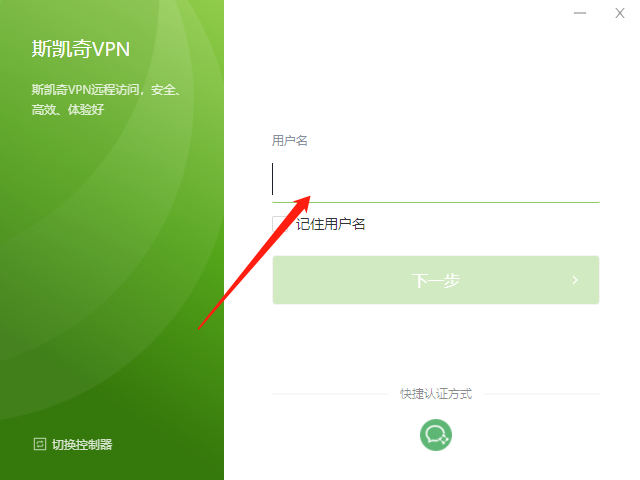 斯凯奇VPN
斯凯奇VPN远程访问，安全、
高效、体验好
用户名
记住用户名
下一步
快捷认证方式
切换控制器